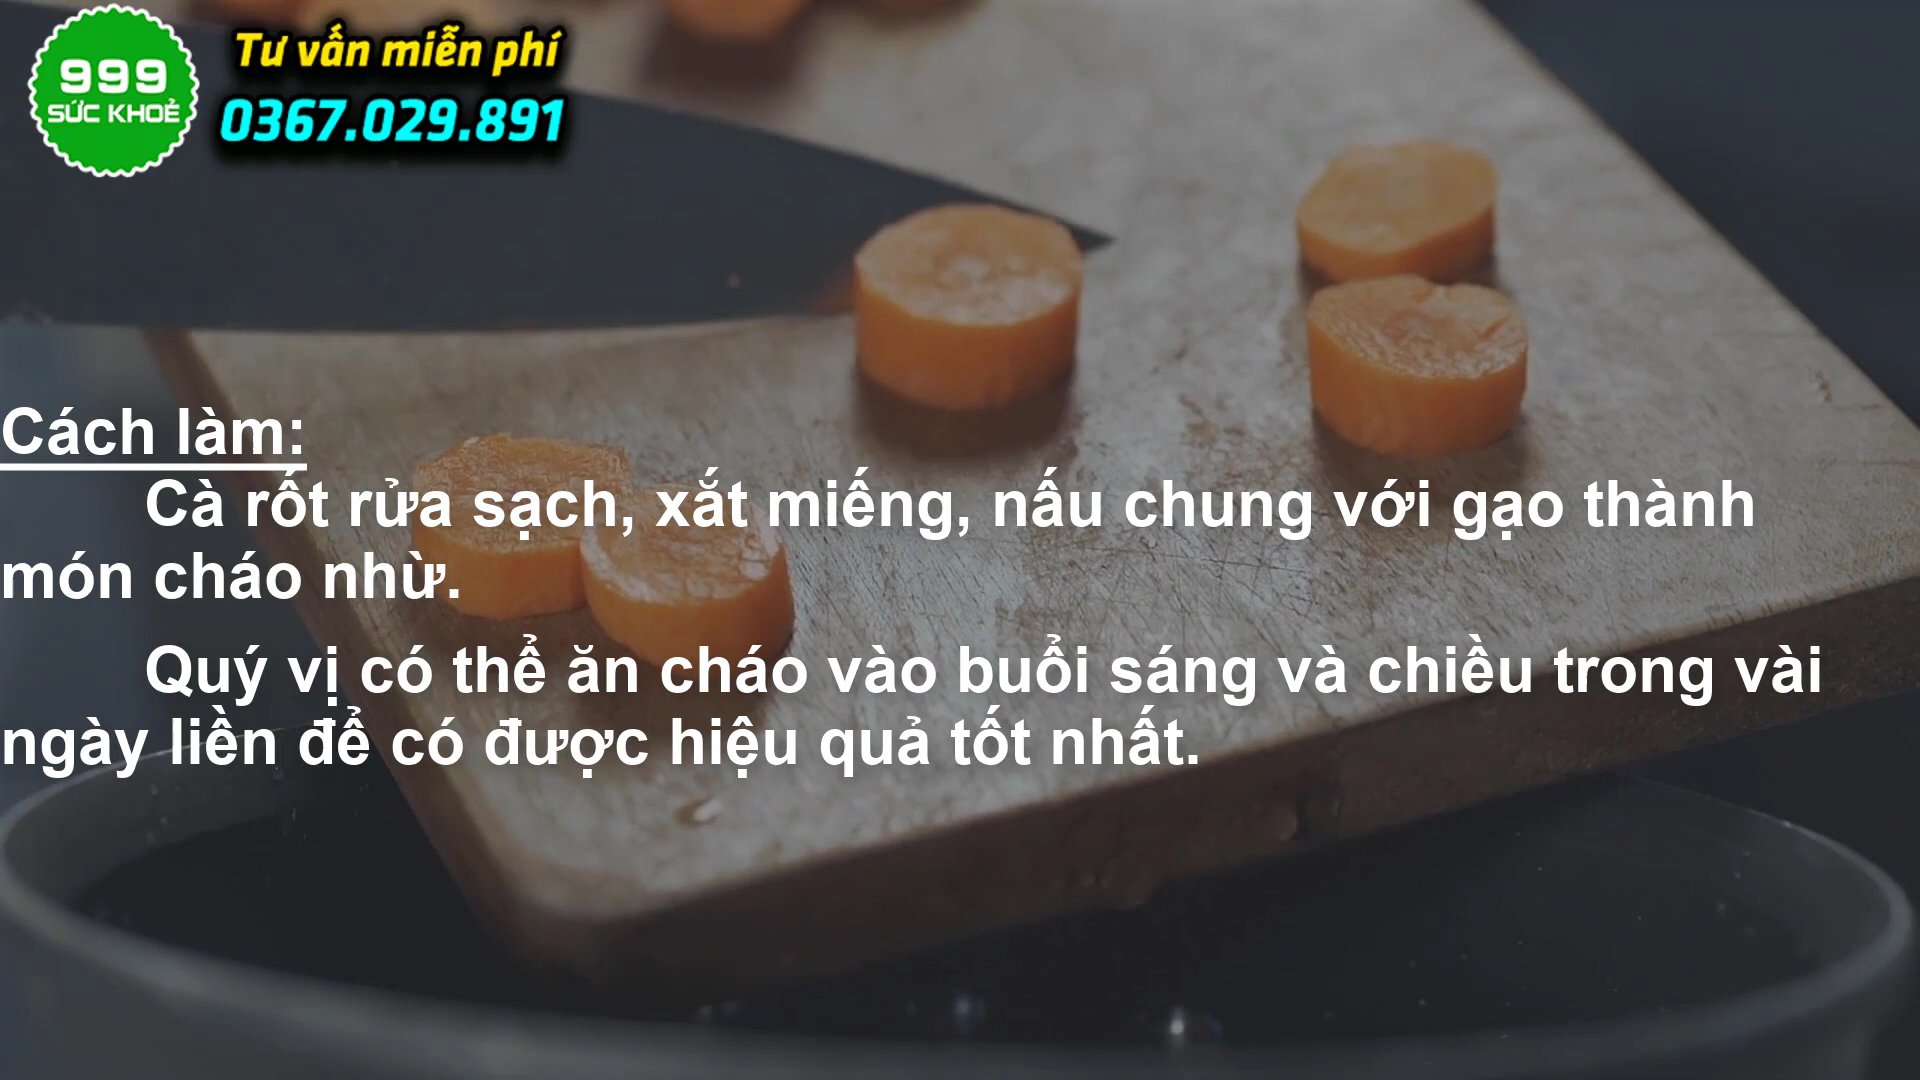 999
SỨC KHOẺ
Tư vấn miễn phí
0367.029.891
Cách làm:
Cà rốt rửa sạch, xắt miếng, nấu chung với gạo thành
món cháo nhừ.
Quý vị có thể ăn cháo vào buổi sáng và chiều trong vài
ngày liền để có được hiệu quả tốt nhất.